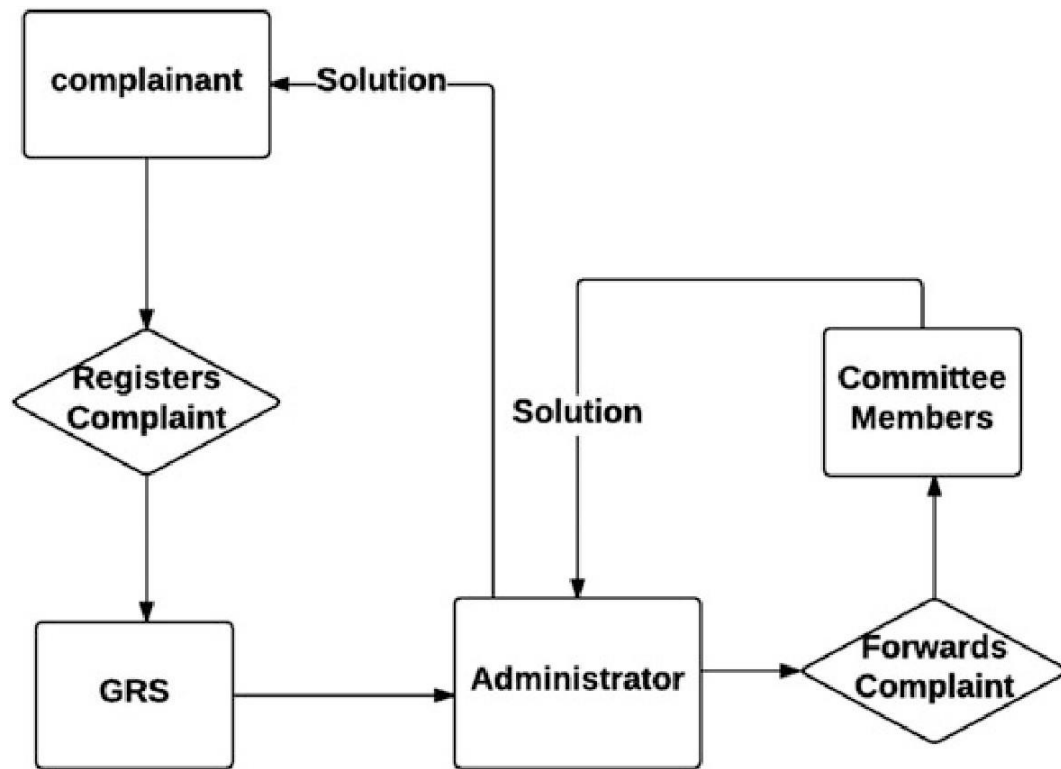 complainant
Solution
Registers
Complaint
GRS
Solution
Administrator
Committee
Members
Forwards
Complaint